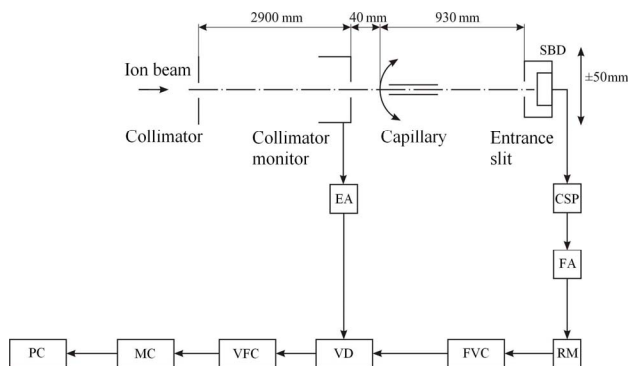 2900 mm
40 mm
930 mm
SBD
±50mm
Ion beam
Collimator
Collimator
monitor
Capillary
Entrance
slit
EA
CSP
FA
PC
MC
VFC
VD
FVC
RM